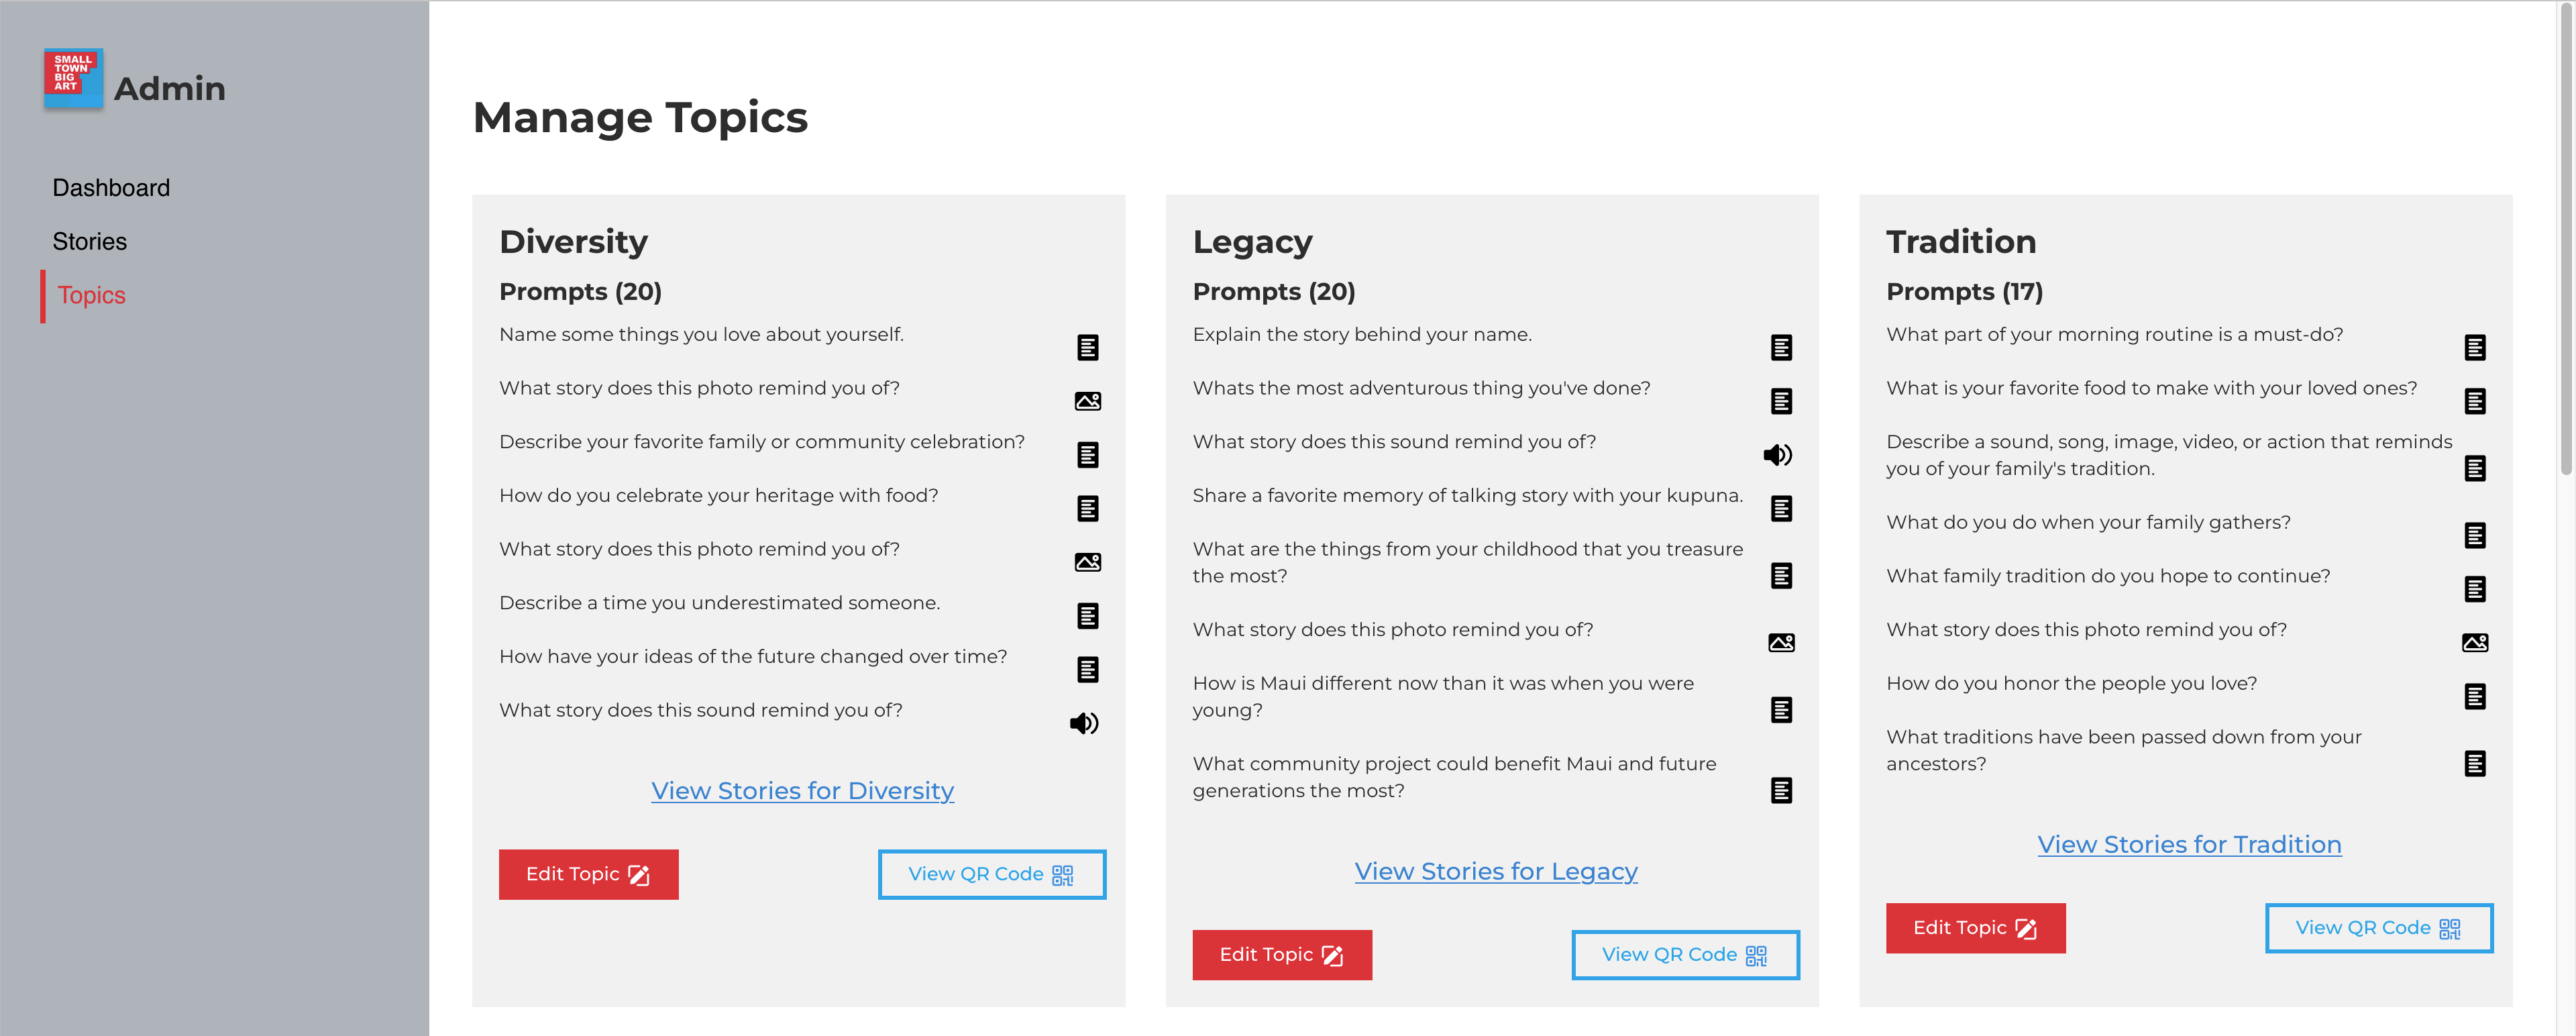 SMALL
TOWN
BIG
ART
Admin
Dashboard
Stories
Topics
Manage Topics
Diversity
Prompts (20)
Name some things you love about yourself.
What story does this photo remind you of?
Describe your favorite family or community celebration?
How do you celebrate your heritage with food?
What story does this photo remind you of?
Describe a time you underestimated someone.
How have your ideas of the future changed over time?
What story does this sound remind you of?
View Stories for Diversity
Edit Topic
View QR Code
Legacy
Prompts (20)
Explain the story behind your name.
Whats the most adventurous thing you've done?
What story does this sound remind you of?
Share a favorite memory of talking story with your kupuna.
What are the things from your childhood that you treasure
the most?
What story does this photo remind you of?
How is Maui different now than it was when you were
young?
What community project could benefit Maui and future
generations the most?
View Stories for Legacy
Edit Topic
View QR Code
Tradition
Prompts (17)
What part of your morning routine is a must-do?
What is your favorite food to make with your loved ones?
Describe a sound, song, image, video, or action that reminds
you of your family's tradition.
What do you do when your family gathers?
What family tradition do you hope to continue?
What story does this photo remind you of?
How do you honor the people you love?
What traditions have been passed down from your
ancestors?
View Stories for Tradition
Edit Topic
View QR Code